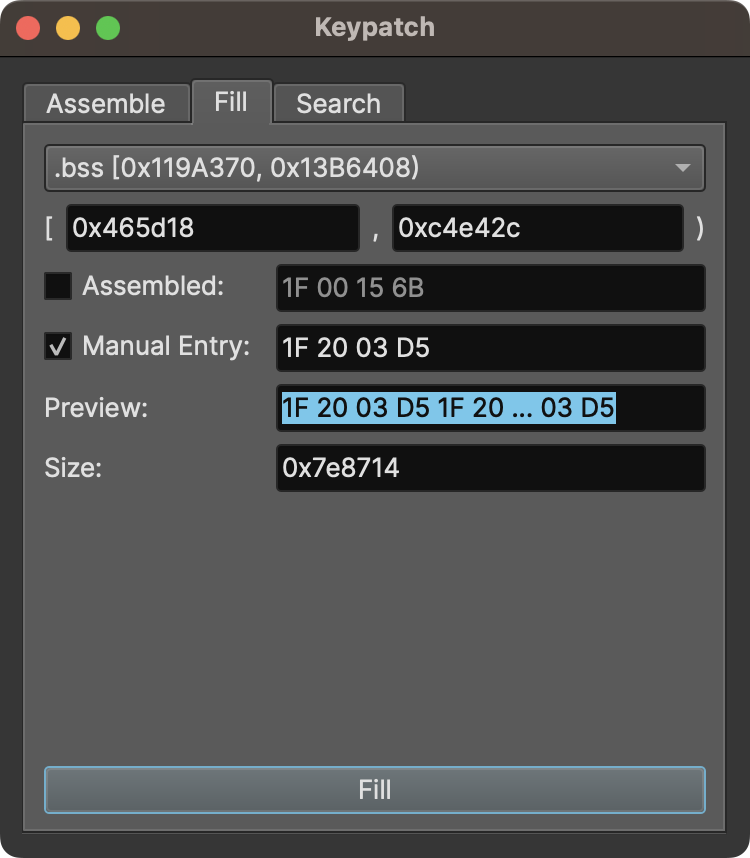 Keypatch
Assemble Fill Search
.bss [0x119A370, 0x13B6408)
[ 0x465d18 , 0xc4e42c )
Assembled: 1F 00 15 6B
Manual Entry: 1F 20 03 D5
Preview: 1F 20 03 D5 1F 20 ... 03 D5
Size: 0x7e8714
Fill